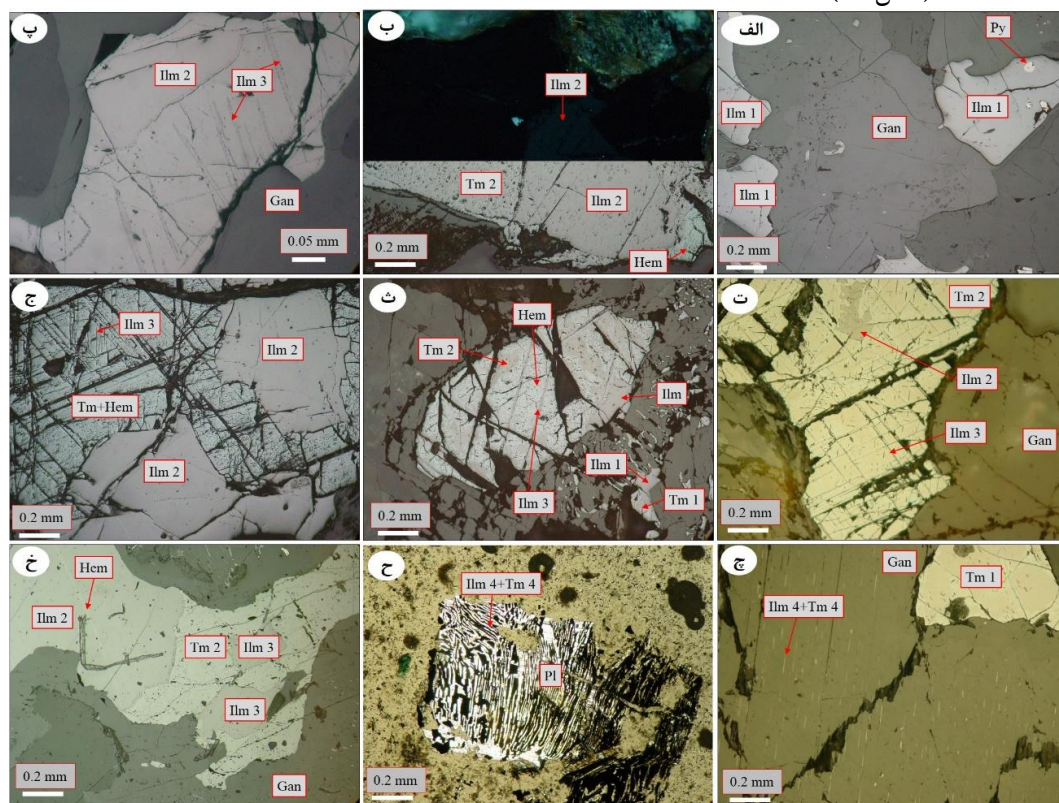 الف
Py
Ilm 1
Ilm 1
Gan
Ilm 1
0.2 mm
ب
Ilm 2
Tm 2
Ilm 2
0.2 mm
Hem
پ
Ilm 2
Ilm 3
Gan
0.05 mm
ت
Tm 2
Ilm 2
Ilm 3
Gan
0.2 mm
ث
Hem
Tm 2
Ilm
Ilm 1
Ilm 3
Tm 1
0.2 mm
ج
Ilm 3
Ilm 2
Tm+Hem
Ilm 2
0.2 mm
چ
Gan
Tm 1
Ilm 4+Tm 4
0.2 mm
ح
Ilm 4+Tm 4
Pl
0.2 mm
خ
Hem
Ilm 2
Tm 2
Ilm 3
Ilm 3
0.2 mm
Gan